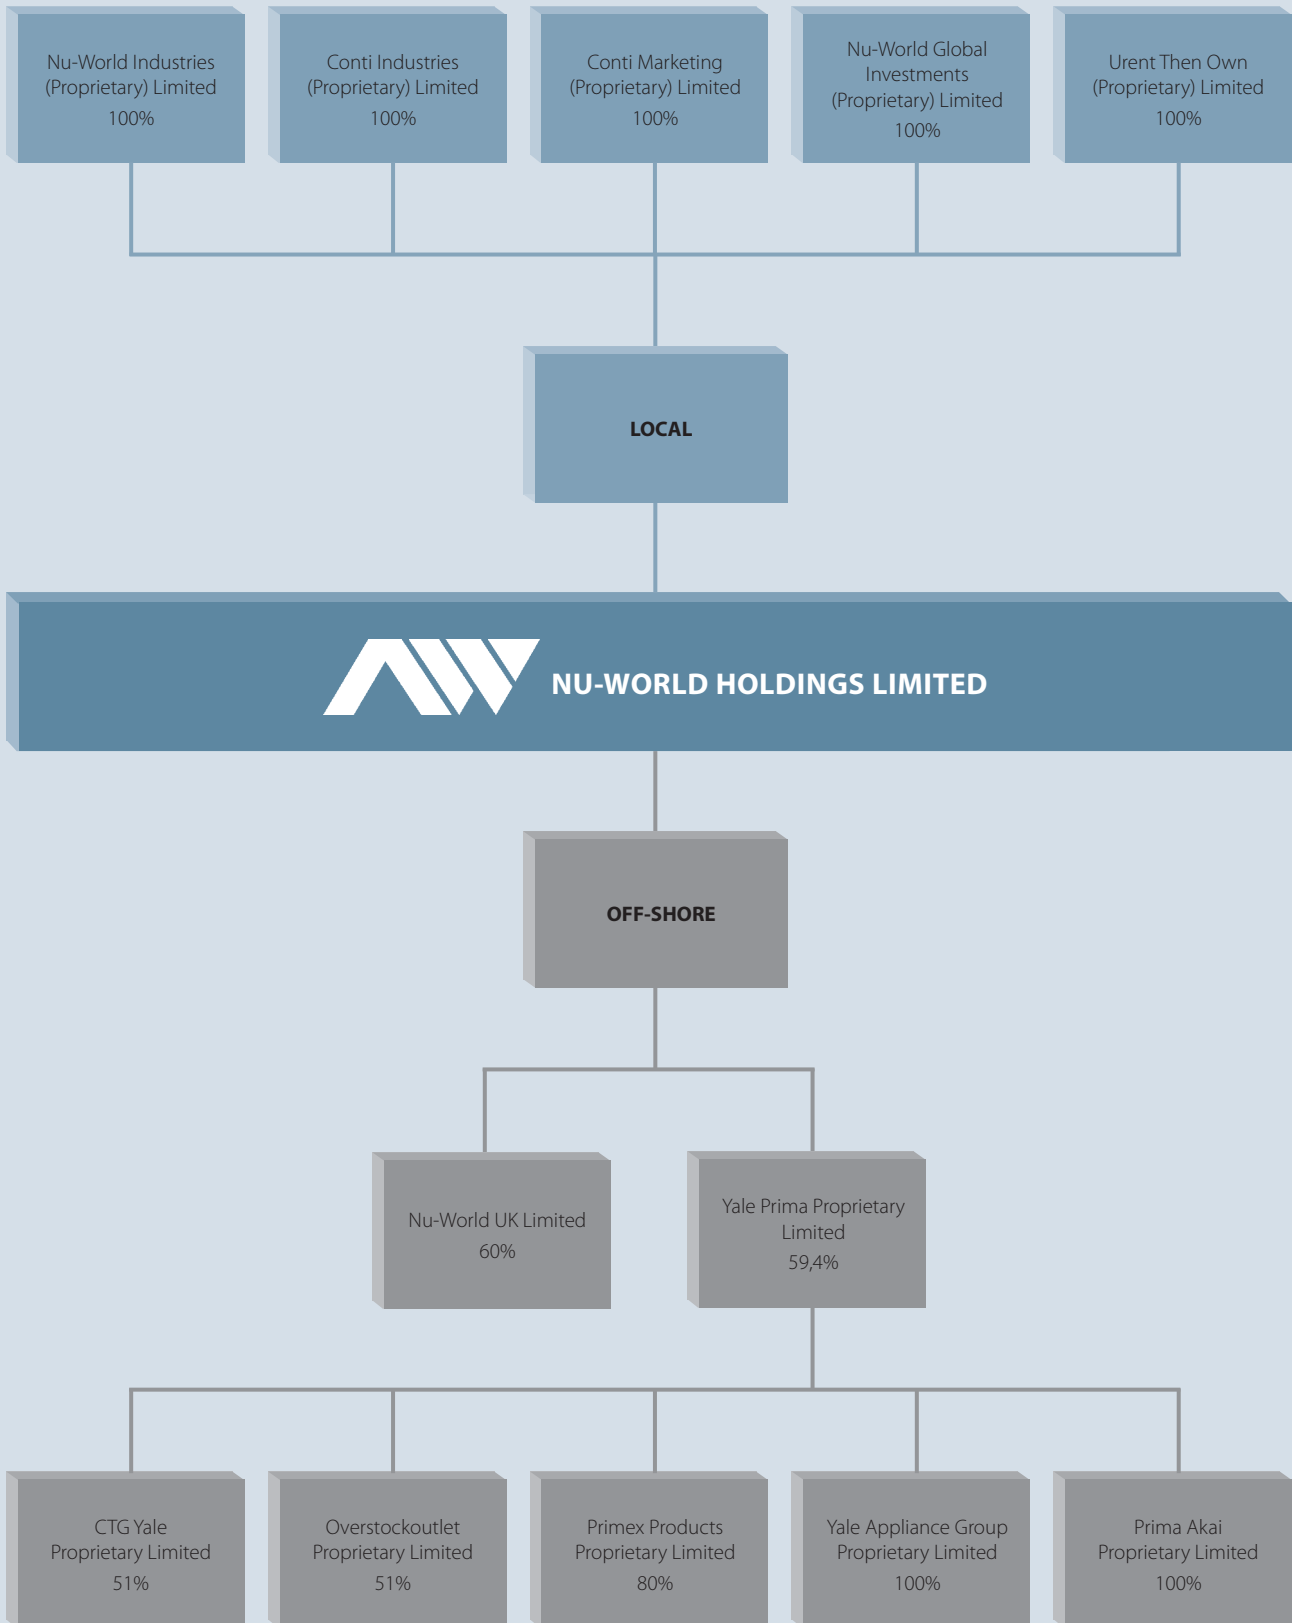 Nu-World Industries
(Proprietary) Limited
100%
Conti Industries
(Proprietary) Limited
100%
Conti Marketing
(Proprietary) Limited
100%
Nu-World Global
Investments
(Proprietary) Limited
100%
Urent Then Own
(Proprietary) Limited
100%
LOCAL
NU-WORLD HOLDINGS LIMITED
OFF-SHORE
Nu-World UK Limited
60%
Yale Prima Proprietary
Limited
59,4%
CTG Yale
Proprietary Limited
51%
Overstockoutlet
Proprietary Limited
51%
Primex Products
Proprietary Limited
80%
Yale Appliance Group
Proprietary Limited
100%
Prima Akai
Proprietary Limited
100%